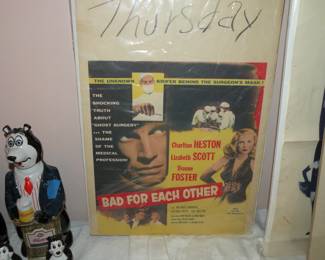 Thursday
THE UNKNOWN KNIFER BEHIND THE SURGEON'S MASK!
THE
SHOCKING
TRUTH
ABOUT
"GHOST SURGERY"
... THE
SHAME
OF THE
MEDICAL
PROFESSION!
Charlton HESTON
Lizabeth SCOTT
Dianne FOSTER
BAD FOR EACH OTHER